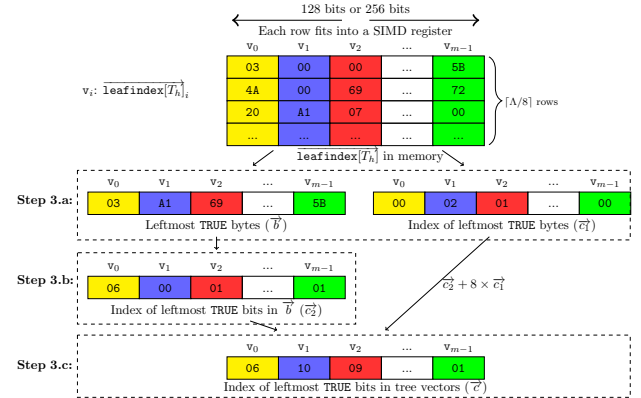 128 bits or 256 bits
Each row fits into a SIMD register
v₀ v₁ v₂ ... vₘ₋₁
03 00 00 ... 5B
vᵢ: leafindex[Tₕ]ᵢ 4A 00 69 ... 72 ⌈Λ/8⌉ rows
20 A1 07 ... 00
... ... ... ... ...
leafindex[Tₕ] in memory
v₀ v₁ v₂ ... vₘ₋₁ v₀ v₁ v₂ ... vₘ₋₁
Step 3.a: 03 A1 69 ... 5B 00 02 01 ... 00
Leftmost TRUE bytes (b⃗) Index of leftmost TRUE bytes (c⃗₁)
v₀ v₁ v₂ ... vₘ₋₁
Step 3.b: 06 00 01 ... 01 c⃗₂ + 8 × c⃗₁
Index of leftmost TRUE bits in b⃗ (c⃗₂)
v₀ v₁ v₂ ... vₘ₋₁
Step 3.c: 06 10 09 ... 01
Index of leftmost TRUE bits in tree vectors (c⃗)